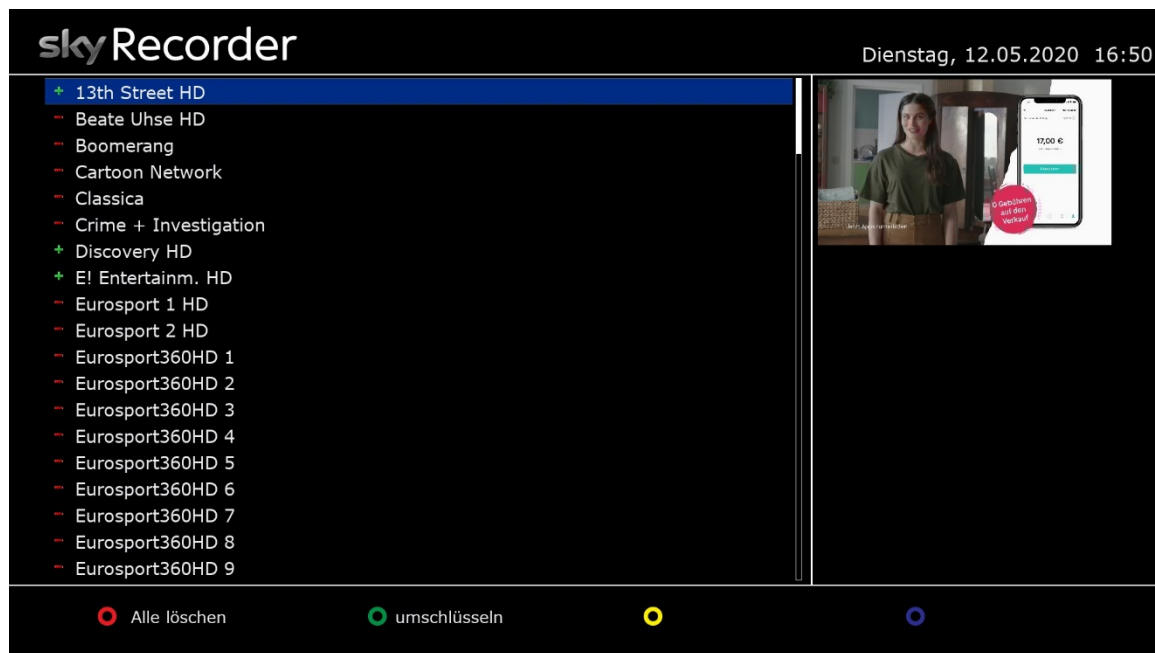 sky Recorder
Dienstag, 12.05.2020 16:50
+ 13th Street HD
- Beate Uhse HD
- Boomerang
- Cartoon Network
- Classica
- Crime + Investigation
+ Discovery HD
+ E! Entertainm. HD
- Eurosport 1 HD
- Eurosport 2 HD
- Eurosport360HD 1
- Eurosport360HD 2
- Eurosport360HD 3
- Eurosport360HD 4
- Eurosport360HD 5
- Eurosport360HD 6
- Eurosport360HD 7
- Eurosport360HD 8
- Eurosport360HD 9
17,00 €
0 Gebühren
auf den
Verkauf
Jetzt App runterladen
Alle löschen
umschlüsseln